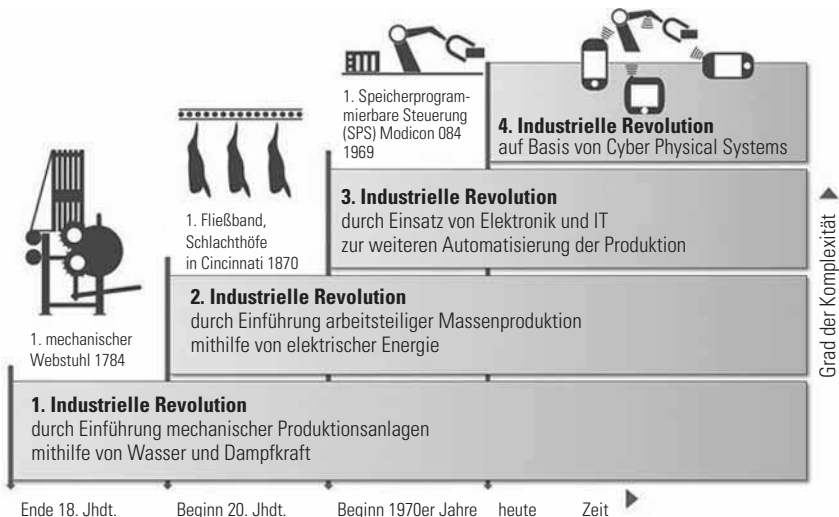 1. Speicherprogram-
mierbare Steuerung
(SPS) Modicon 084
1969
4. Industrielle Revolution
auf Basis von Cyber Physical Systems
1. Fließband,
Schlachthöfe
in Cincinnati 1870
3. Industrielle Revolution
durch Einsatz von Elektronik und IT
zur weiteren Automatisierung der Produktion
1. mechanischer
Webstuhl 1784
2. Industrielle Revolution
durch Einführung arbeitsteiliger Massenproduktion
mithilfe von elektrischer Energie
1. Industrielle Revolution
durch Einführung mechanischer Produktionsanlagen
mithilfe von Wasser und Dampfkraft
Grad der Komplexität
Ende 18. Jhdt.
Beginn 20. Jhdt.
Beginn 1970er Jahre
heute
Zeit